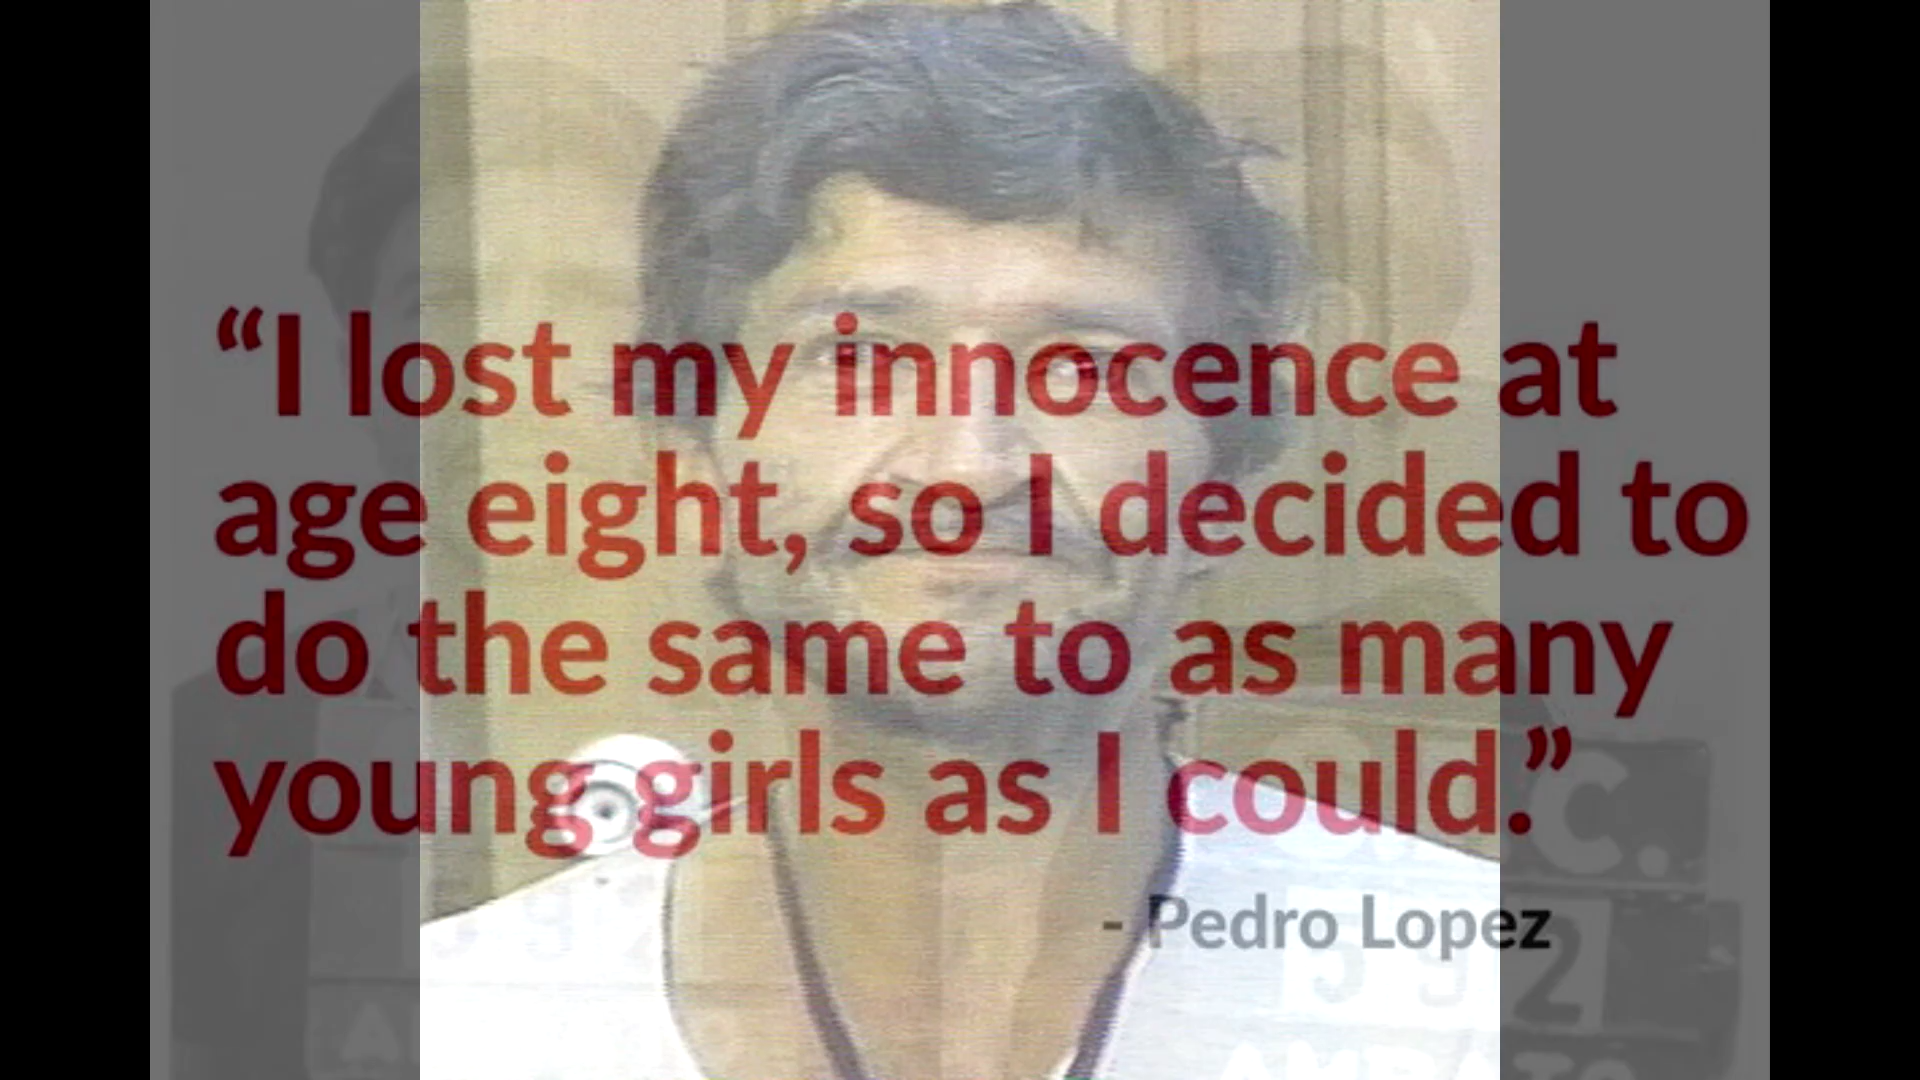 “I lost my innocence at
age eight, so I decided to
do the same to as many
young girls as I could.”
- Pedro Lopez